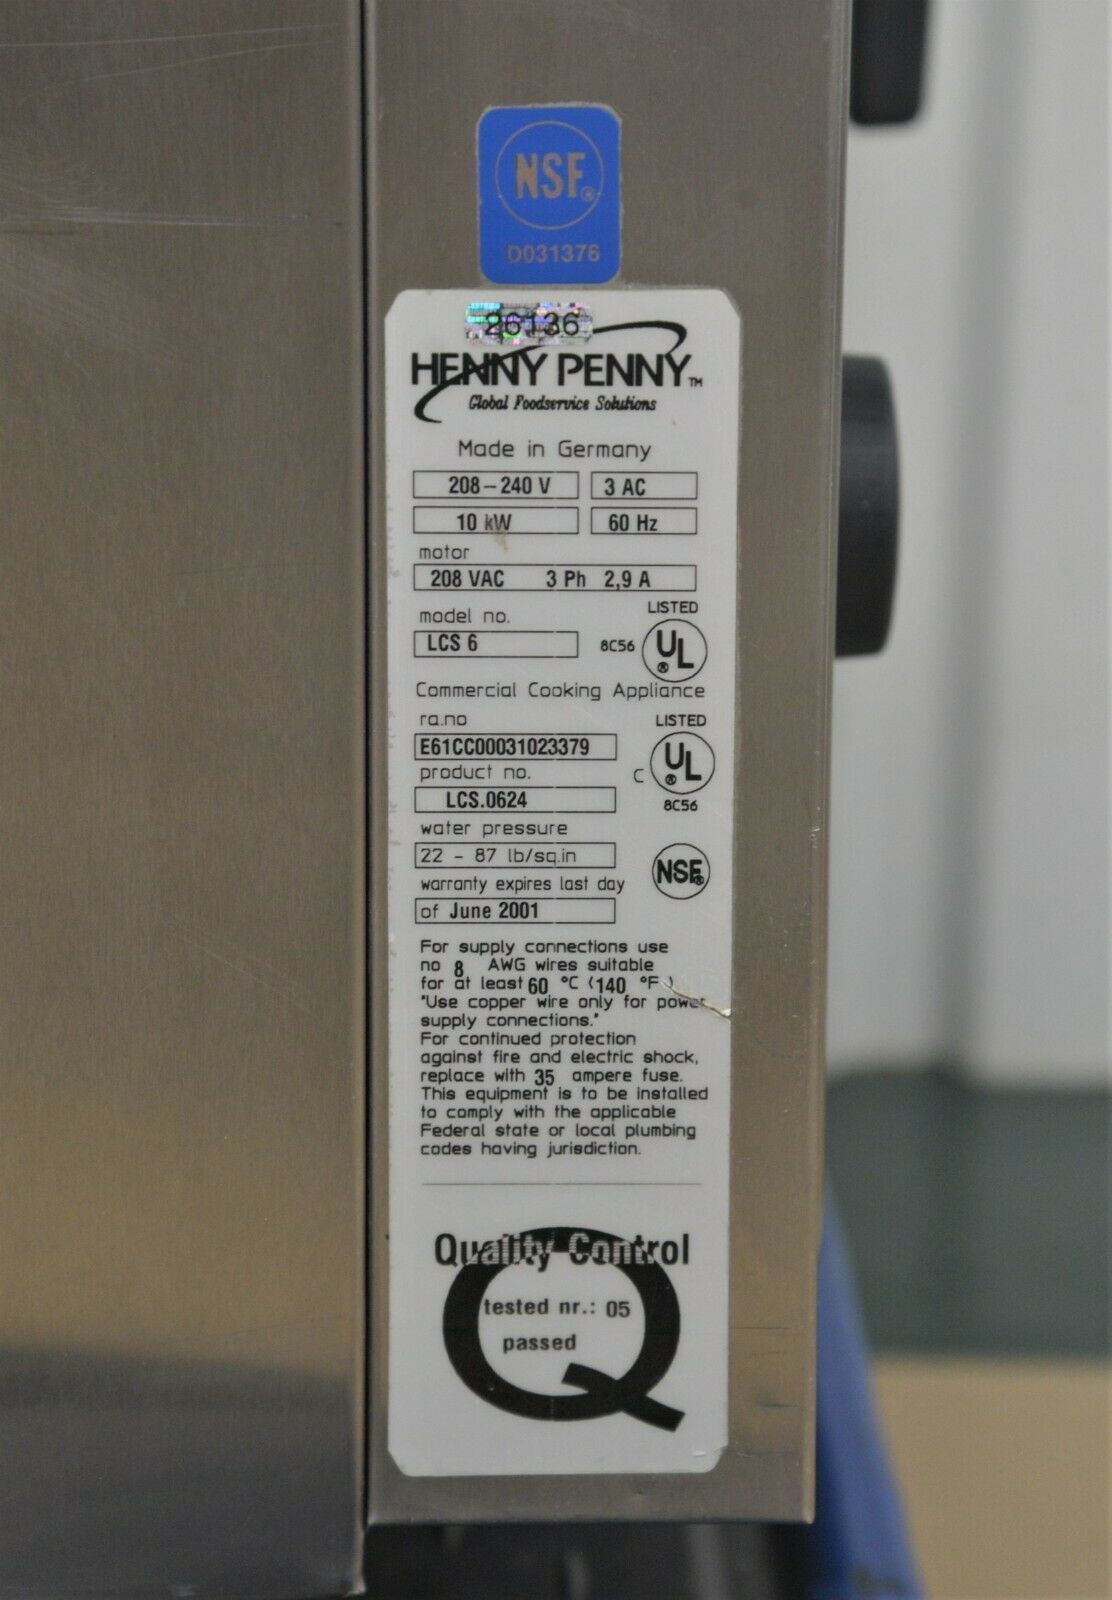 NSF®
D031376
26136
HENNY PENNY™
Global Foodservice Solutions
Made in Germany
208-240 V 3 AC
10 kW 60 Hz
motor
208 VAC 3 Ph 2,9 A
model no. LISTED
LCS 6 8C56 UL®
Commercial Cooking Appliance
ra.no LISTED
E61CC00031023379
product no. C UL®
LCS.0624 8C56
water pressure
22 - 87 lb/sq.in
NSF®
warranty expires last day
of June 2001
For supply connections use
no 8 AWG wires suitable
for at least 60 °C (140 °F.)
"Use copper wire only for power
supply connections."
For continued protection
against fire and electric shock,
replace with 35 ampere fuse.
This equipment is to be installed
to comply with the applicable
Federal state or local plumbing
codes having jurisdiction.
Quality Control
tested nr.: 05
passed
Q